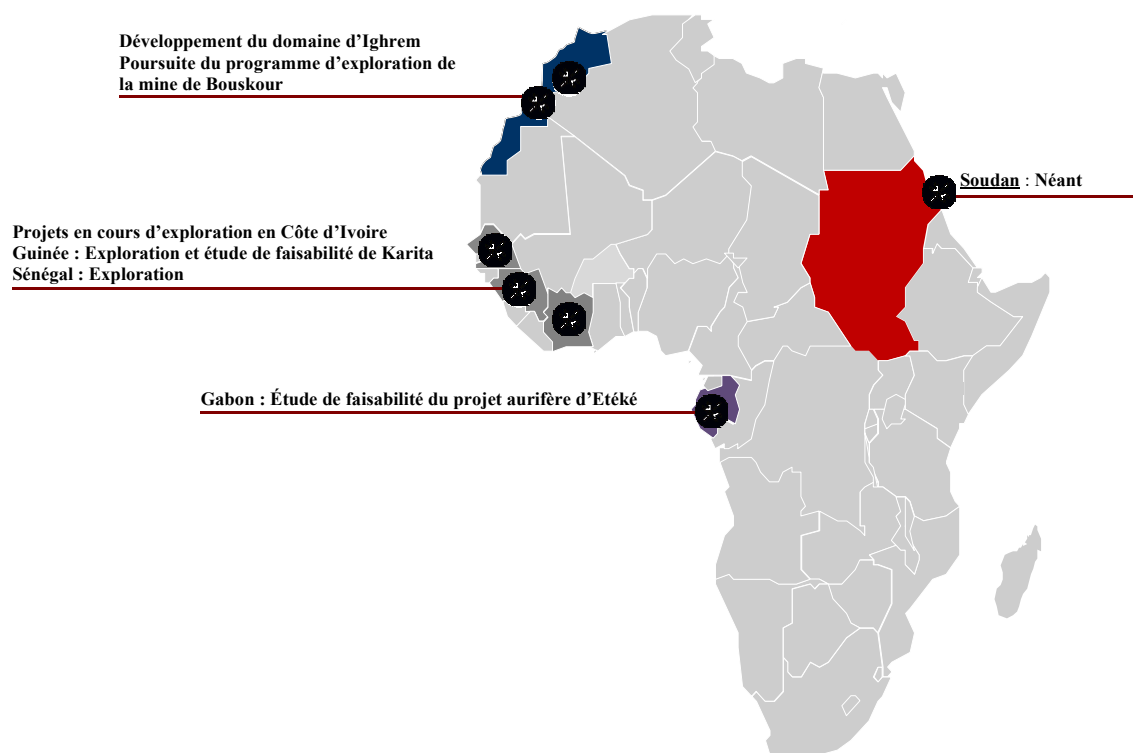 Développement du domaine d’Ighrem
Poursuite du programme d’exploration de
la mine de Bouskour
Soudan : Néant
Projets en cours d’exploration en Côte d’Ivoire
Guinée : Exploration et étude de faisabilité de Karita
Sénégal : Exploration
Gabon : Étude de faisabilité du projet aurifère d’Etéké